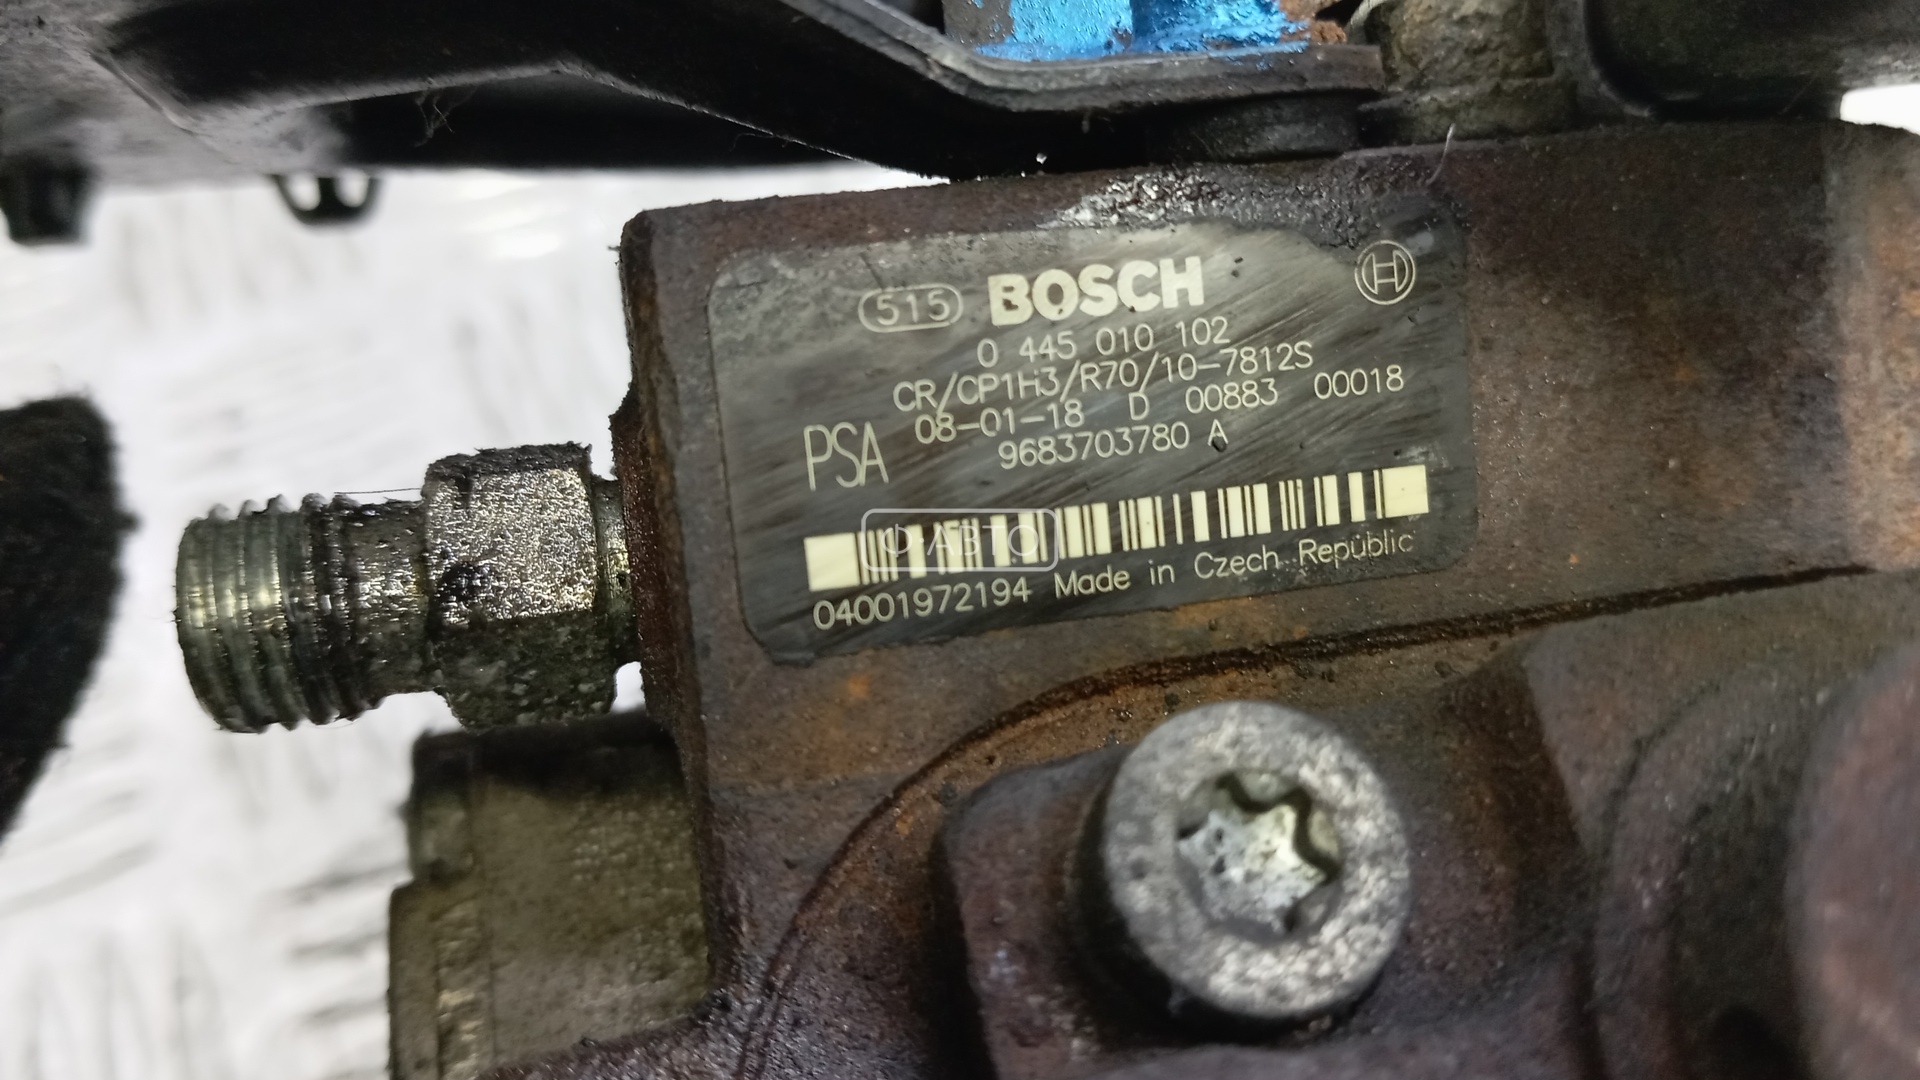 515 BOSCH
0 445 010 102
CR/CP1H3/R70/10-7812S
08-01-18 D 00883 00018
PSA 9683703780 A
Ф-АВТО
04001972194 Made in Czech Republic